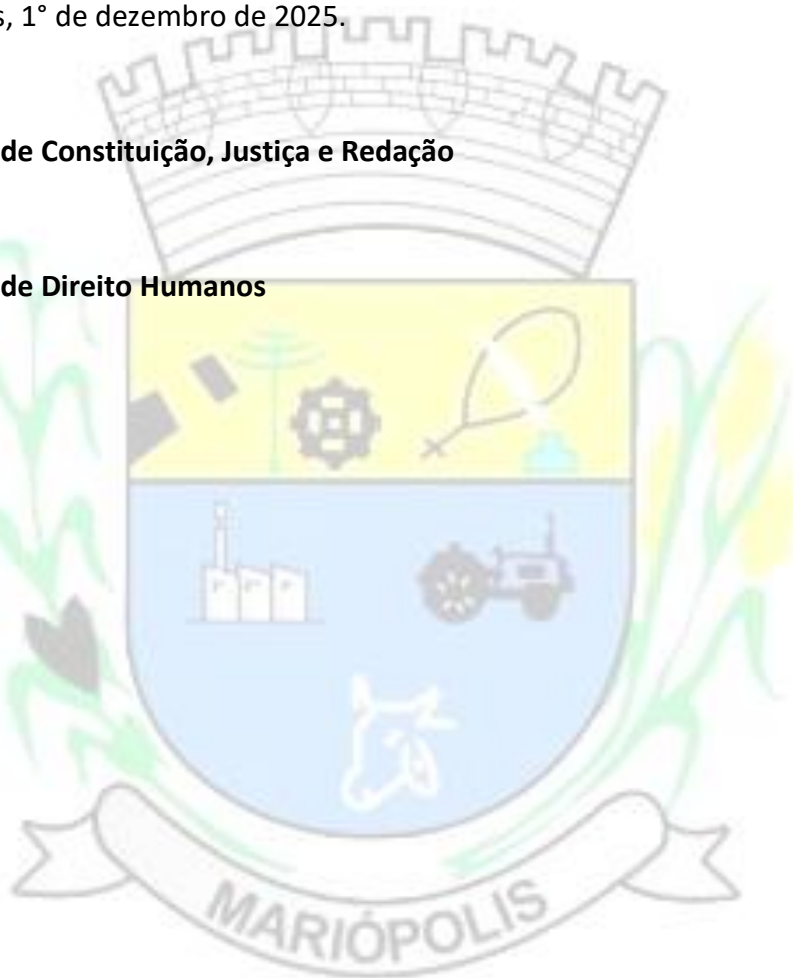 s, 1° de dezembro de 2025.
de Constituição, Justiça e Redação
de Direito Humanos
MARIÓPOLIS